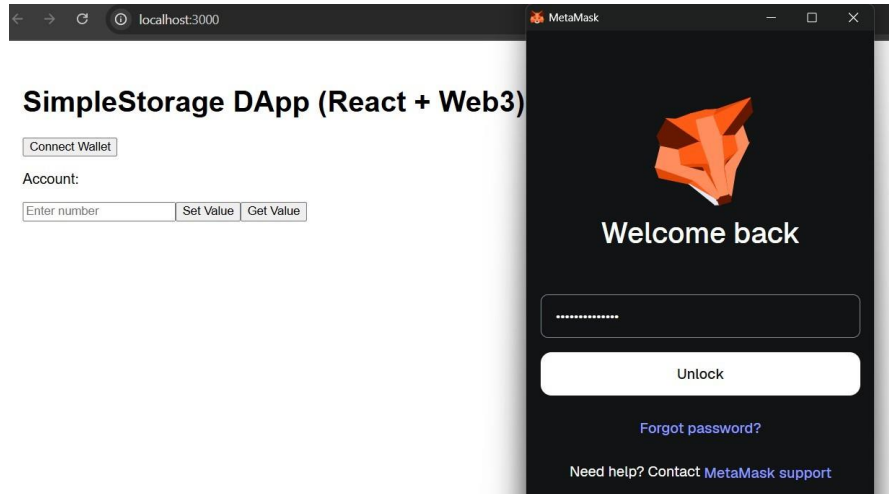 localhost:3000
MetaMask
SimpleStorage DApp (React + Web3)
Connect Wallet
Account:
Enter number Set Value Get Value
Welcome back
••••••••••••••
Unlock
Forgot password?
Need help? Contact MetaMask support